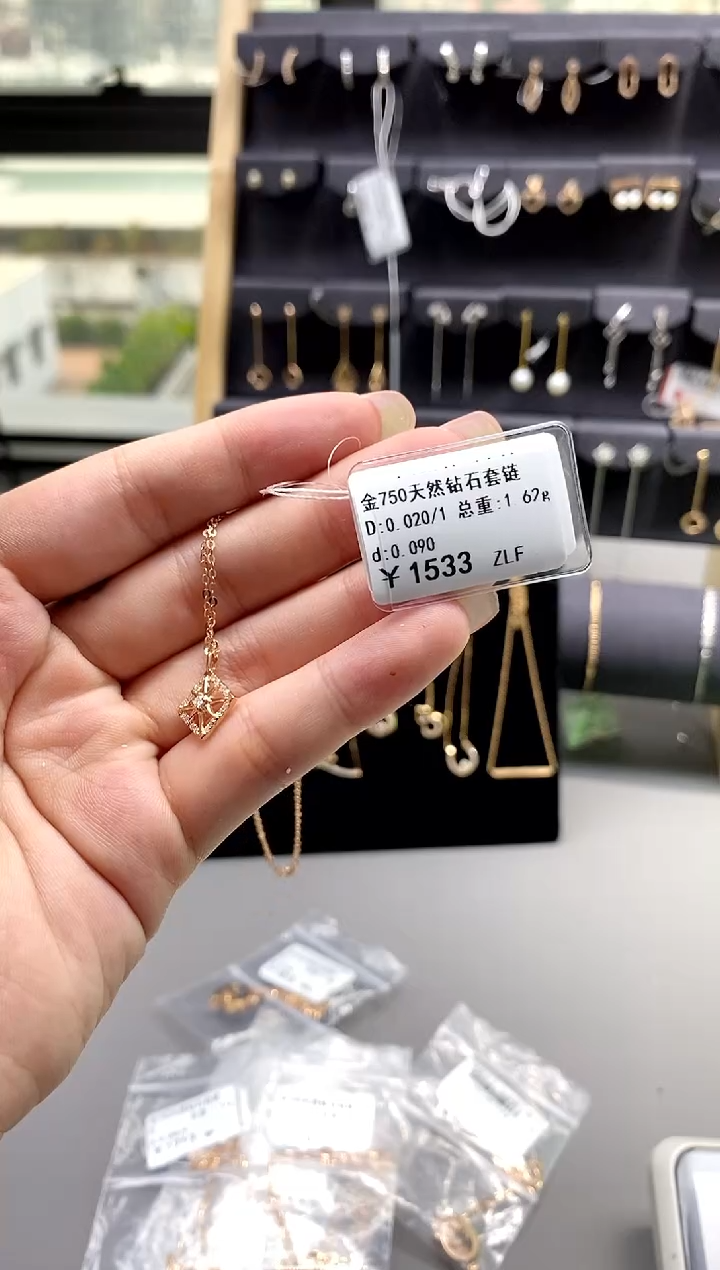 金750天然钻石套链
D:0.020/1 总重:1 62g
d:0.090
¥ 1533 ZLF